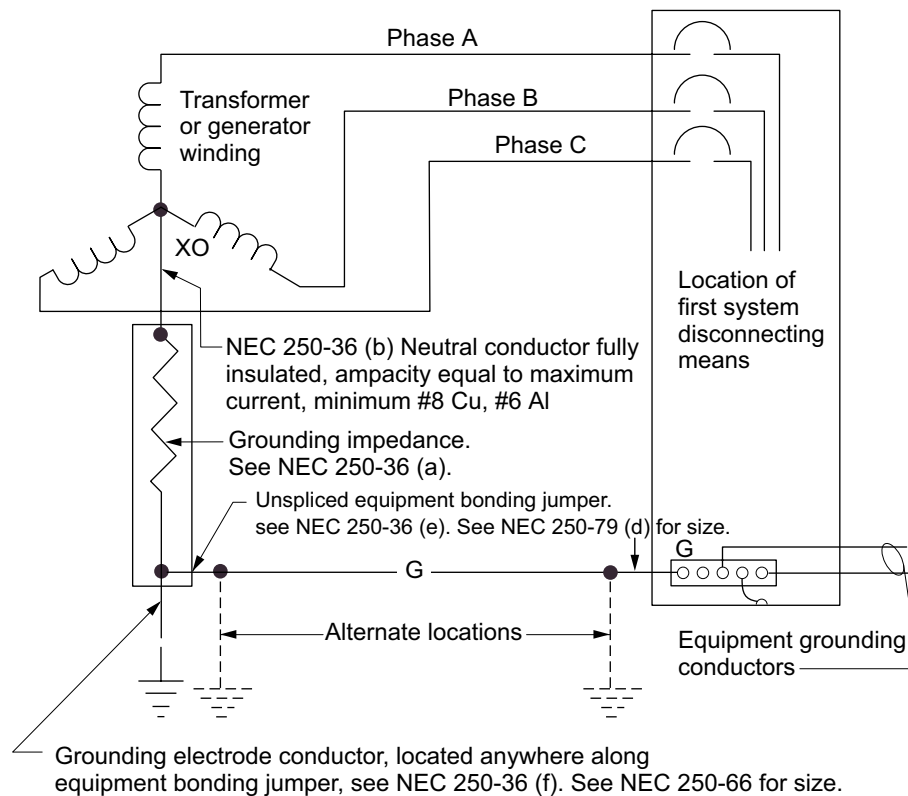 Phase A
Transformer
or generator
winding
Phase B
Phase C
XO
Location of
first system
disconnecting
means
NEC 250-36 (b) Neutral conductor fully
insulated, ampacity equal to maximum
current, minimum #8 Cu, #6 Al
Grounding impedance.
See NEC 250-36 (a).
Unspliced equipment bonding jumper.
see NEC 250-36 (e). See NEC 250-79 (d) for size.
G
G
Alternate locations
Equipment grounding
conductors
Grounding electrode conductor, located anywhere along
equipment bonding jumper, see NEC 250-36 (f). See NEC 250-66 for size.